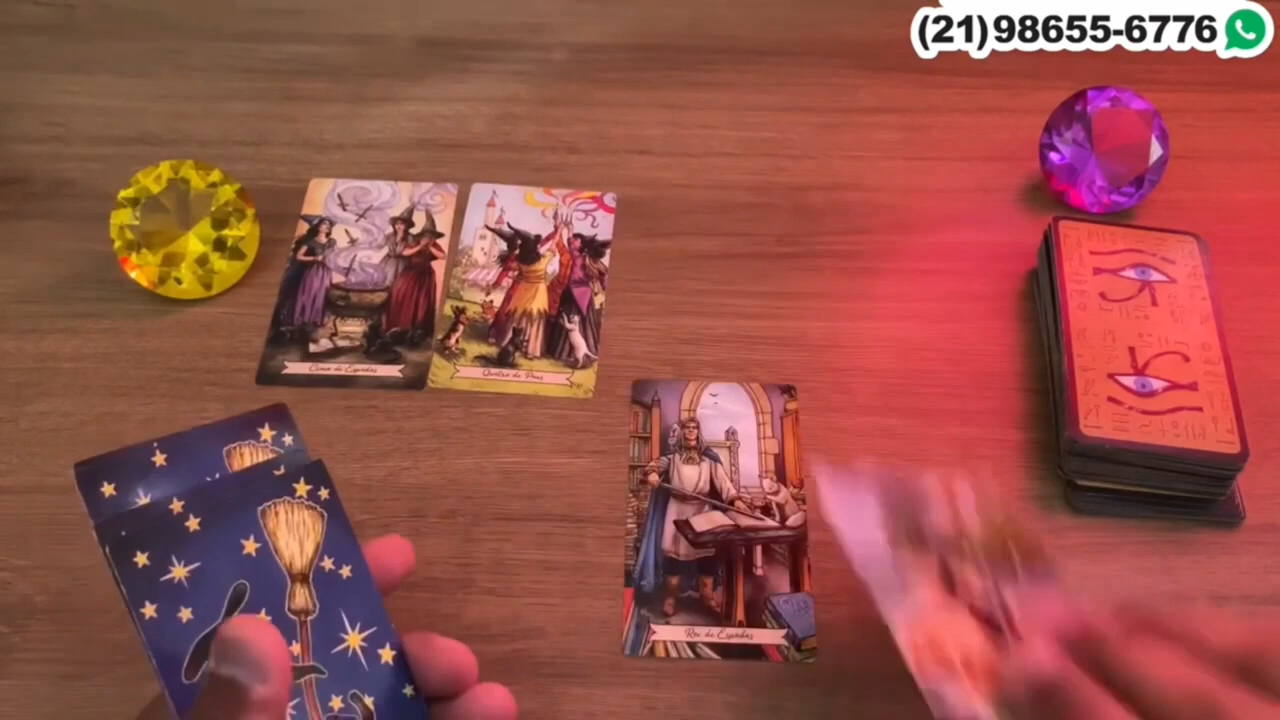 (21)98655-6776
Cinco de Espadas
Quatro de Paus
Rei de Espadas